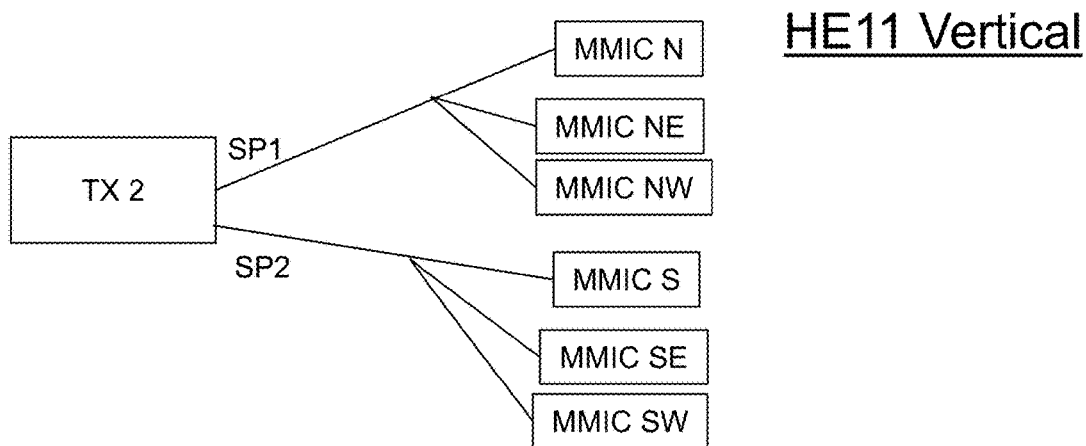 HE11 Vertical
MMIC N
MMIC NE
MMIC NW
SP1
TX 2
SP2
MMIC S
MMIC SE
MMIC SW